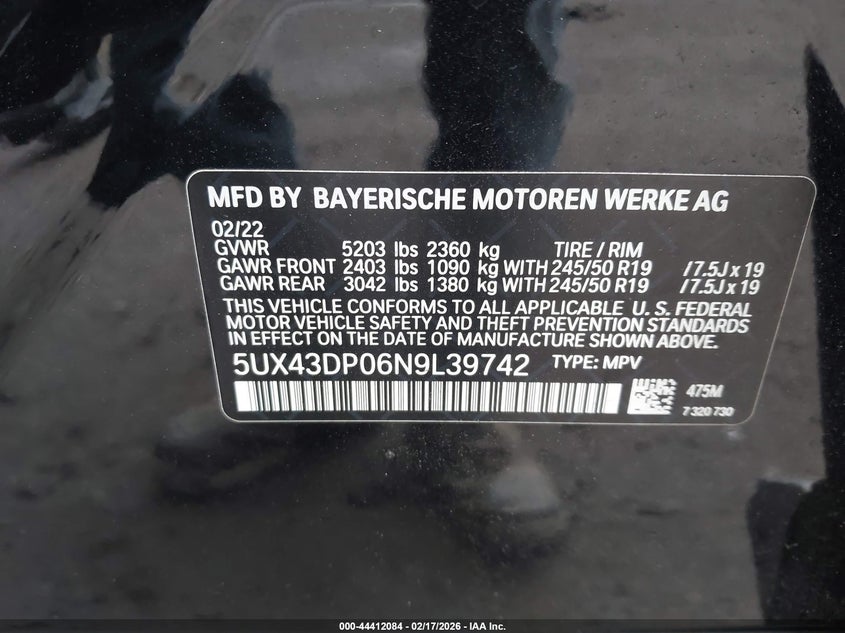 MFD BY BAYERISCHE MOTOREN WERKE AG
02/22
GVWR 5203 lbs 2360 kg TIRE / RIM
GAWR FRONT 2403 lbs 1090 kg WITH 245/50 R19 / 7.5J x 19
GAWR REAR 3042 lbs 1380 kg WITH 245/50 R19 / 7.5J x 19
THIS VEHICLE CONFORMS TO ALL APPLICABLE U. S. FEDERAL
MOTOR VEHICLE SAFETY AND THEFT PREVENTION STANDARDS
IN EFFECT ON THE DATE OF MANUFACTURE SHOWN ABOVE.
5UX43DP06N9L39742 TYPE: MPV
475M
7 320 730
000-44412084 - 02/17/2026 - IAA Inc.